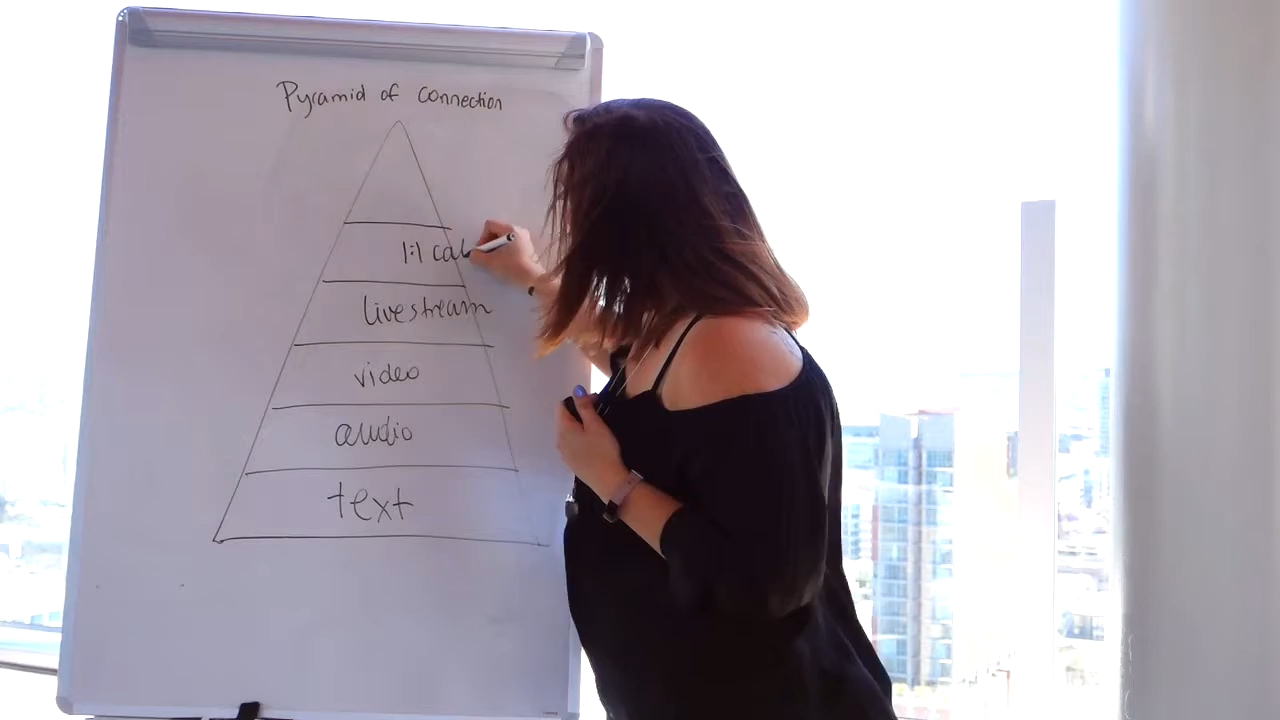 Pyramid of connection
1:1 cal
livestream
video
audio
text